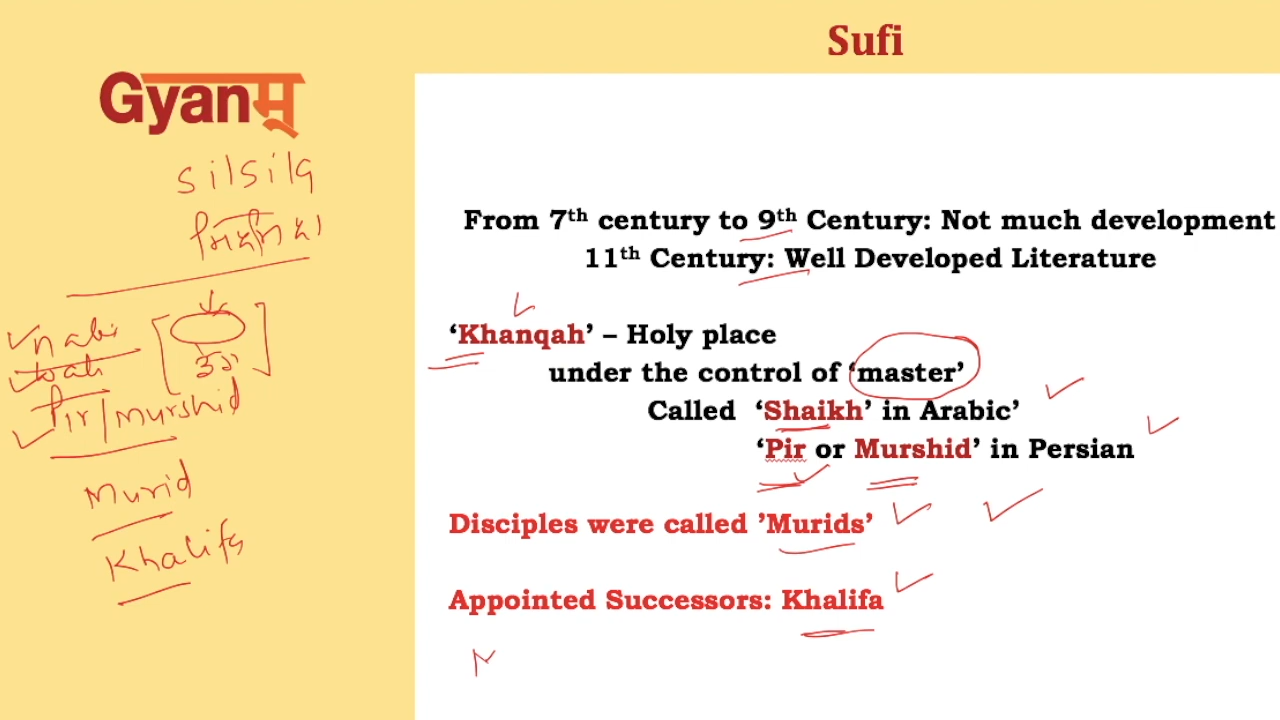 Sufi
Gyanम्
silsila
From 7th century to 9th Century: Not much development
11th Century: Well Developed Literature
‘Khanqah’ – Holy place
under the control of ‘master’
Called ‘Shaikh’ in Arabic’
‘Pir or Murshid’ in Persian
Disciples were called ’Murids’
Appointed Successors: Khalifa
nabi
wali
Pir/Murshid
Murid
Khalifa
N